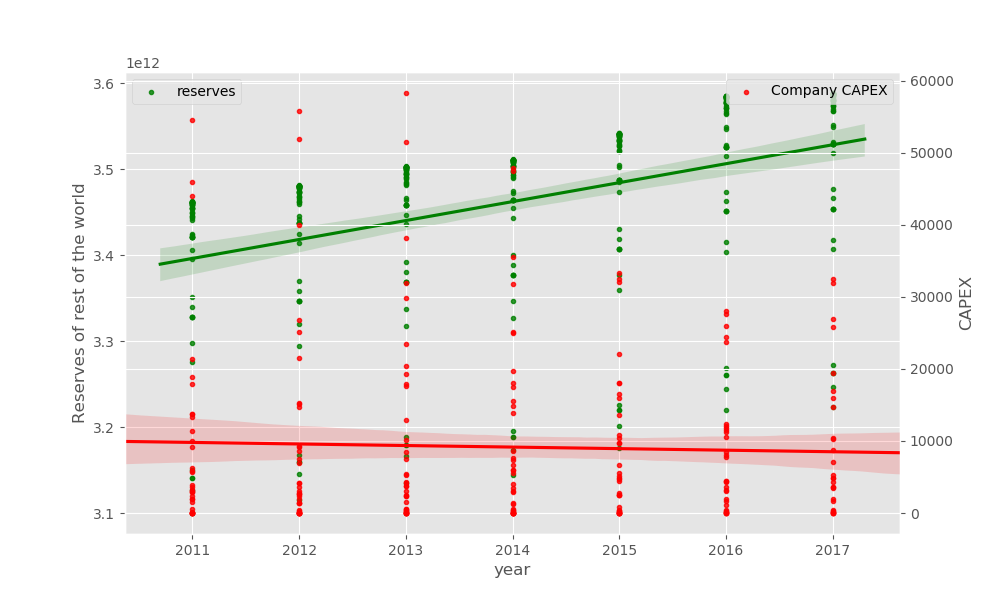 1e12
reserves
Company CAPEX
3.6
3.5
3.4
3.3
3.2
3.1
Reserves of rest of the world
60000
50000
40000
30000
20000
10000
0
CAPEX
2011 2012 2013 2014 2015 2016 2017
year